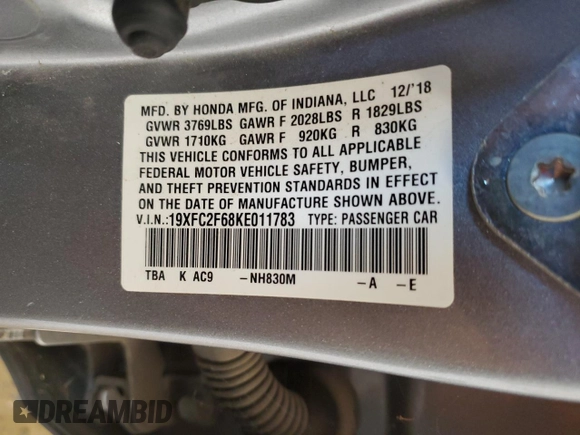 MFD. BY HONDA MFG. OF INDIANA, LLC 12/'18
GVWR 3769LBS GAWR F 2028LBS R 1829LBS
GVWR 1710KG GAWR F 920KG R 830KG
THIS VEHICLE CONFORMS TO ALL APPLICABLE
FEDERAL MOTOR VEHICLE SAFETY, BUMPER,
AND THEFT PREVENTION STANDARDS IN EFFECT
ON THE DATE OF MANUFACTURE SHOWN ABOVE.
V.I.N.:19XFC2F68KE011783 TYPE: PASSENGER CAR
TBA K AC9 -NH830M -A -E
DREAMBID